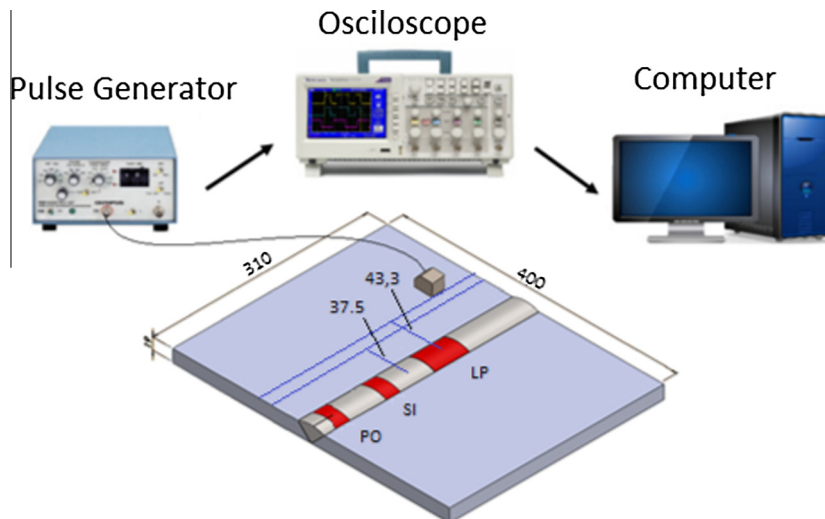 Osciloscope
Pulse Generator
Computer
310
400
43,3
37.5
LP
SI
PO